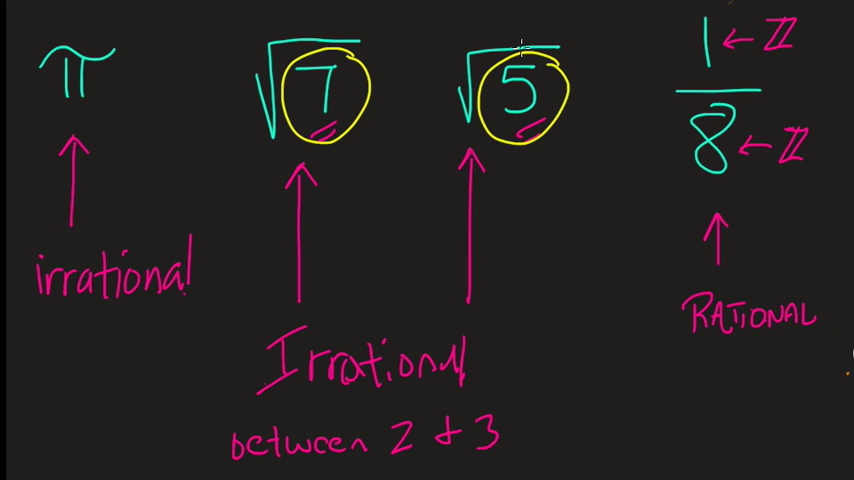 π √7 √5 1/8 ← ℤ ← ℤ
irrational
RATIONAL
Irrational
between 2 + 3